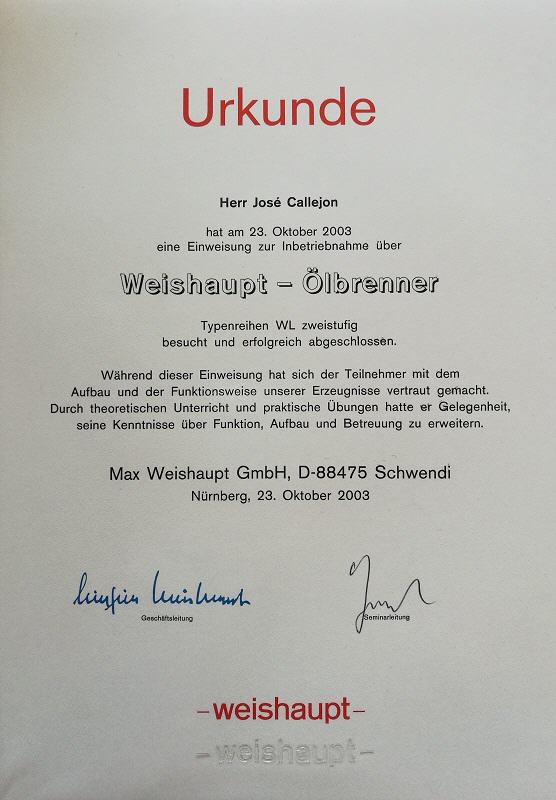 Urkunde
Herr José Callejon
hat am 23. Oktober 2003
eine Einweisung zur Inbetriebnahme über
Weishaupt – Ölbrenner
Typenreihen WL zweistufig
besucht und erfolgreich abgeschlossen.
Während dieser Einweisung hat sich der Teilnehmer mit dem
Aufbau und der Funktionsweise unserer Erzeugnisse vertraut gemacht.
Durch theoretischen Unterricht und praktische Übungen hatte er Gelegenheit,
seine Kenntnisse über Funktion, Aufbau und Betreuung zu erweitern.
Max Weishaupt GmbH, D-88475 Schwendi
Nürnberg, 23. Oktober 2003
Geschäftsleitung
Seminarleitung
–weishaupt–
–weishaupt–